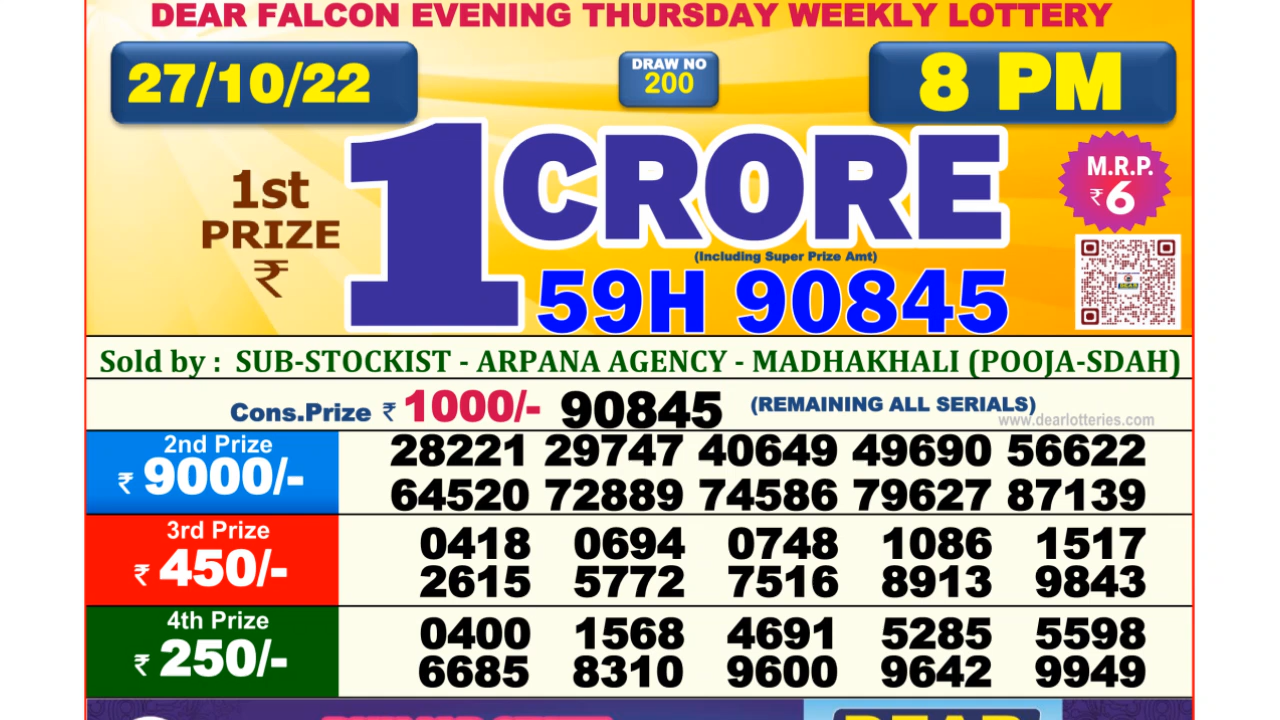 DEAR FALCON EVENING THURSDAY WEEKLY LOTTERY
27/10/22
DRAW NO
200
8 PM
1st
PRIZE
₹
1 CRORE
(Including Super Prize Amt)
59H 90845
M.R.P.
₹ 6
Sold by : SUB-STOCKIST - ARPANA AGENCY - MADHAKHALI (POOJA-SDAH)
Cons.Prize ₹ 1000/- 90845 (REMAINING ALL SERIALS)
www.dearlotteries.com
2nd Prize
₹ 9000/-
28221 29747 40649 49690 56622
64520 72889 74586 79627 87139
3rd Prize
₹ 450/-
0418 0694 0748 1086 1517
2615 5772 7516 8913 9843
4th Prize
₹ 250/-
0400 1568 4691 5285 5598
6685 8310 9600 9642 9949
DEAR